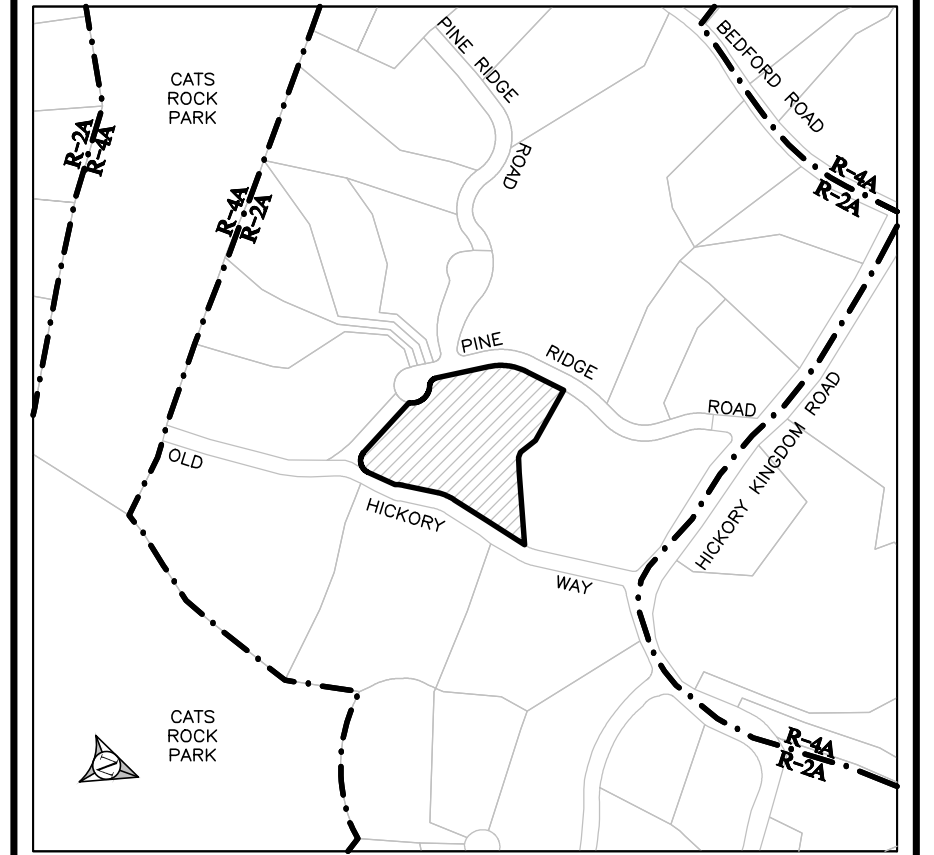 CATS
ROCK
PARK
PINE RIDGE
ROAD
BEDFORD ROAD
R-2A
R-4A
R-4A
R-2A
R-4A
R-2A
PINE
RIDGE
ROAD
OLD
HICKORY
WAY
HICKORY KINGDOM ROAD
CATS
ROCK
PARK
N
R-4A
R-2A